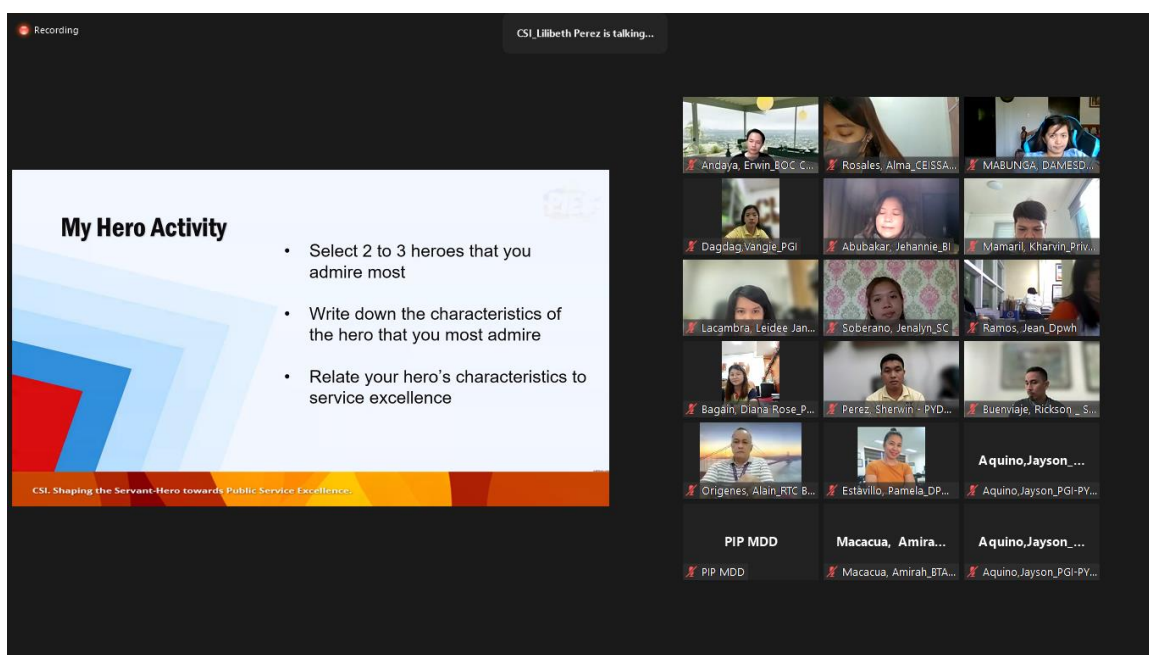 Recording
CSI_Lilibeth Perez is talking...
My Hero Activity
• Select 2 to 3 heroes that you
admire most
• Write down the characteristics of
the hero that you most admire
• Relate your hero's characteristics to
service excellence
CSI. Shaping the Servant-Hero towards Public Service Excellence.
Andaya, Erwin_BOC C...
Rosales, Alma_CEISSA...
MABUNGA, DAMESD...
Dagdag,Vangie_PGI
Abubakar, Jehannie_BI
Mamaril, Kharvin_Priv...
Lacambra, Leidee Jan...
Soberano, Jenalyn_SC
Ramos, Jean_Dpwh
Bagain, Diana Rose_P...
Perez, Sherwin - PYD...
Buenviaje, Rickson _ S...
Origenes, Alain_RTC B...
Estavillo, Pamela_DP...
Aquino,Jayson_...
Aquino,Jayson_PGI-PY...
PIP MDD
PIP MDD
Macacua, Amira...
Macacua, Amirah_BTA...
Aquino,Jayson_...
Aquino,Jayson_PGI-PY...